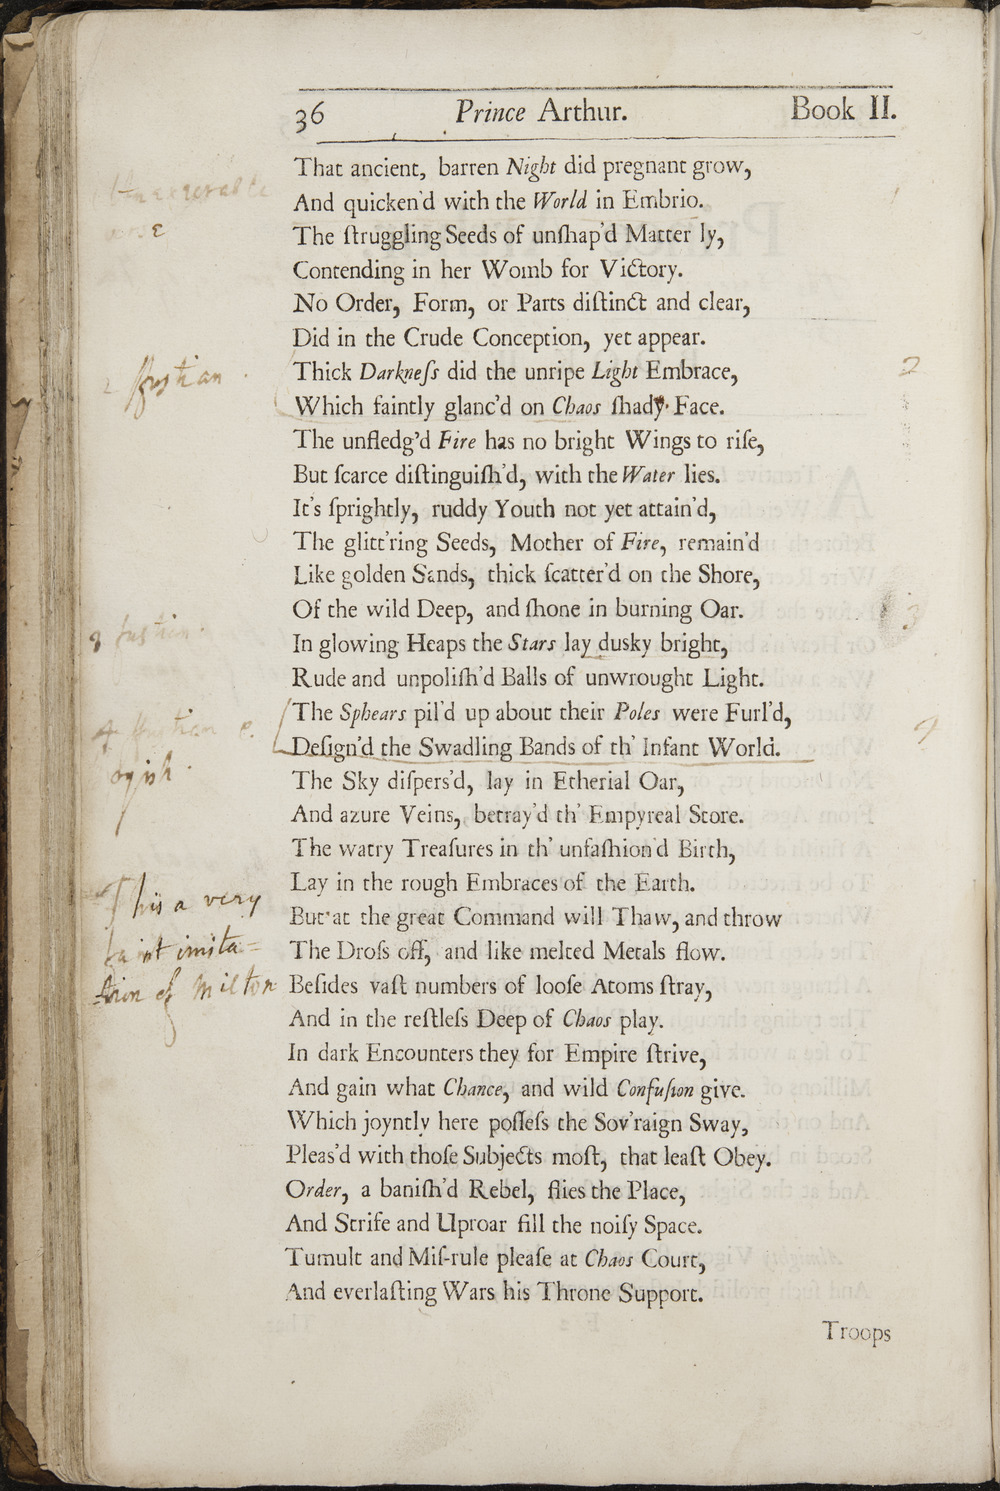 36 Prince Arthur. Book II.
That ancient, barren Night did pregnant grow,
And quicken'd with the World in Embrio.
The ſtruggling Seeds of unſhap'd Matter ly,
Contending in her Womb for Victory.
No Order, Form, or Parts diſtinct and clear,
Did in the Crude Conception, yet appear.
2 ffustian
Thick Darkneſs did the unripe Light Embrace, 2
Which faintly glanc'd on Chaos ſhady Face.
The unfledg'd Fire has no bright Wings to riſe,
But ſcarce diſtinguiſh'd, with the Water lies.
It's ſprightly, ruddy Youth not yet attain'd,
The glitt'ring Seeds, Mother of Fire, remain'd
Like golden Sands, thick ſcatter'd on the Shore,
Of the wild Deep, and ſhone in burning Oar. 3
3 fustian
In glowing Heaps the Stars lay dusky bright,
Rude and unpoliſh'd Balls of unwrought Light.
4 ffustian
The Sphears pil'd up about their Poles were Furl'd, 4
Deſign'd the Swadling Bands of th' Infant World.
The Sky diſpers'd, lay in Etherial Oar,
And azure Veins, betray'd th' Empyreal Store.
The watry Treaſures in th' unfaſhion'd Birth,
Lay in the rough Embraces of the Earth.
This a very
faint imita=
tion of Milton
But at the great Command will Thaw, and throw
The Droſs off, and like melted Metals flow.
Beſides vaſt numbers of looſe Atoms ſtray,
And in the reſtleſs Deep of Chaos play.
In dark Encounters they for Empire ſtrive,
And gain what Chance, and wild Confuſion give.
Which joyntly here poſſeſs the Sov'raign Sway,
Pleas'd with thoſe Subjects moſt, that leaſt Obey.
Order, a baniſh'd Rebel, flies the Place,
And Strife and Uproar fill the noiſy Space.
Tumult and Miſ-rule pleaſe at Chaos Court,
And everlaſting Wars his Throne Support.
Troops